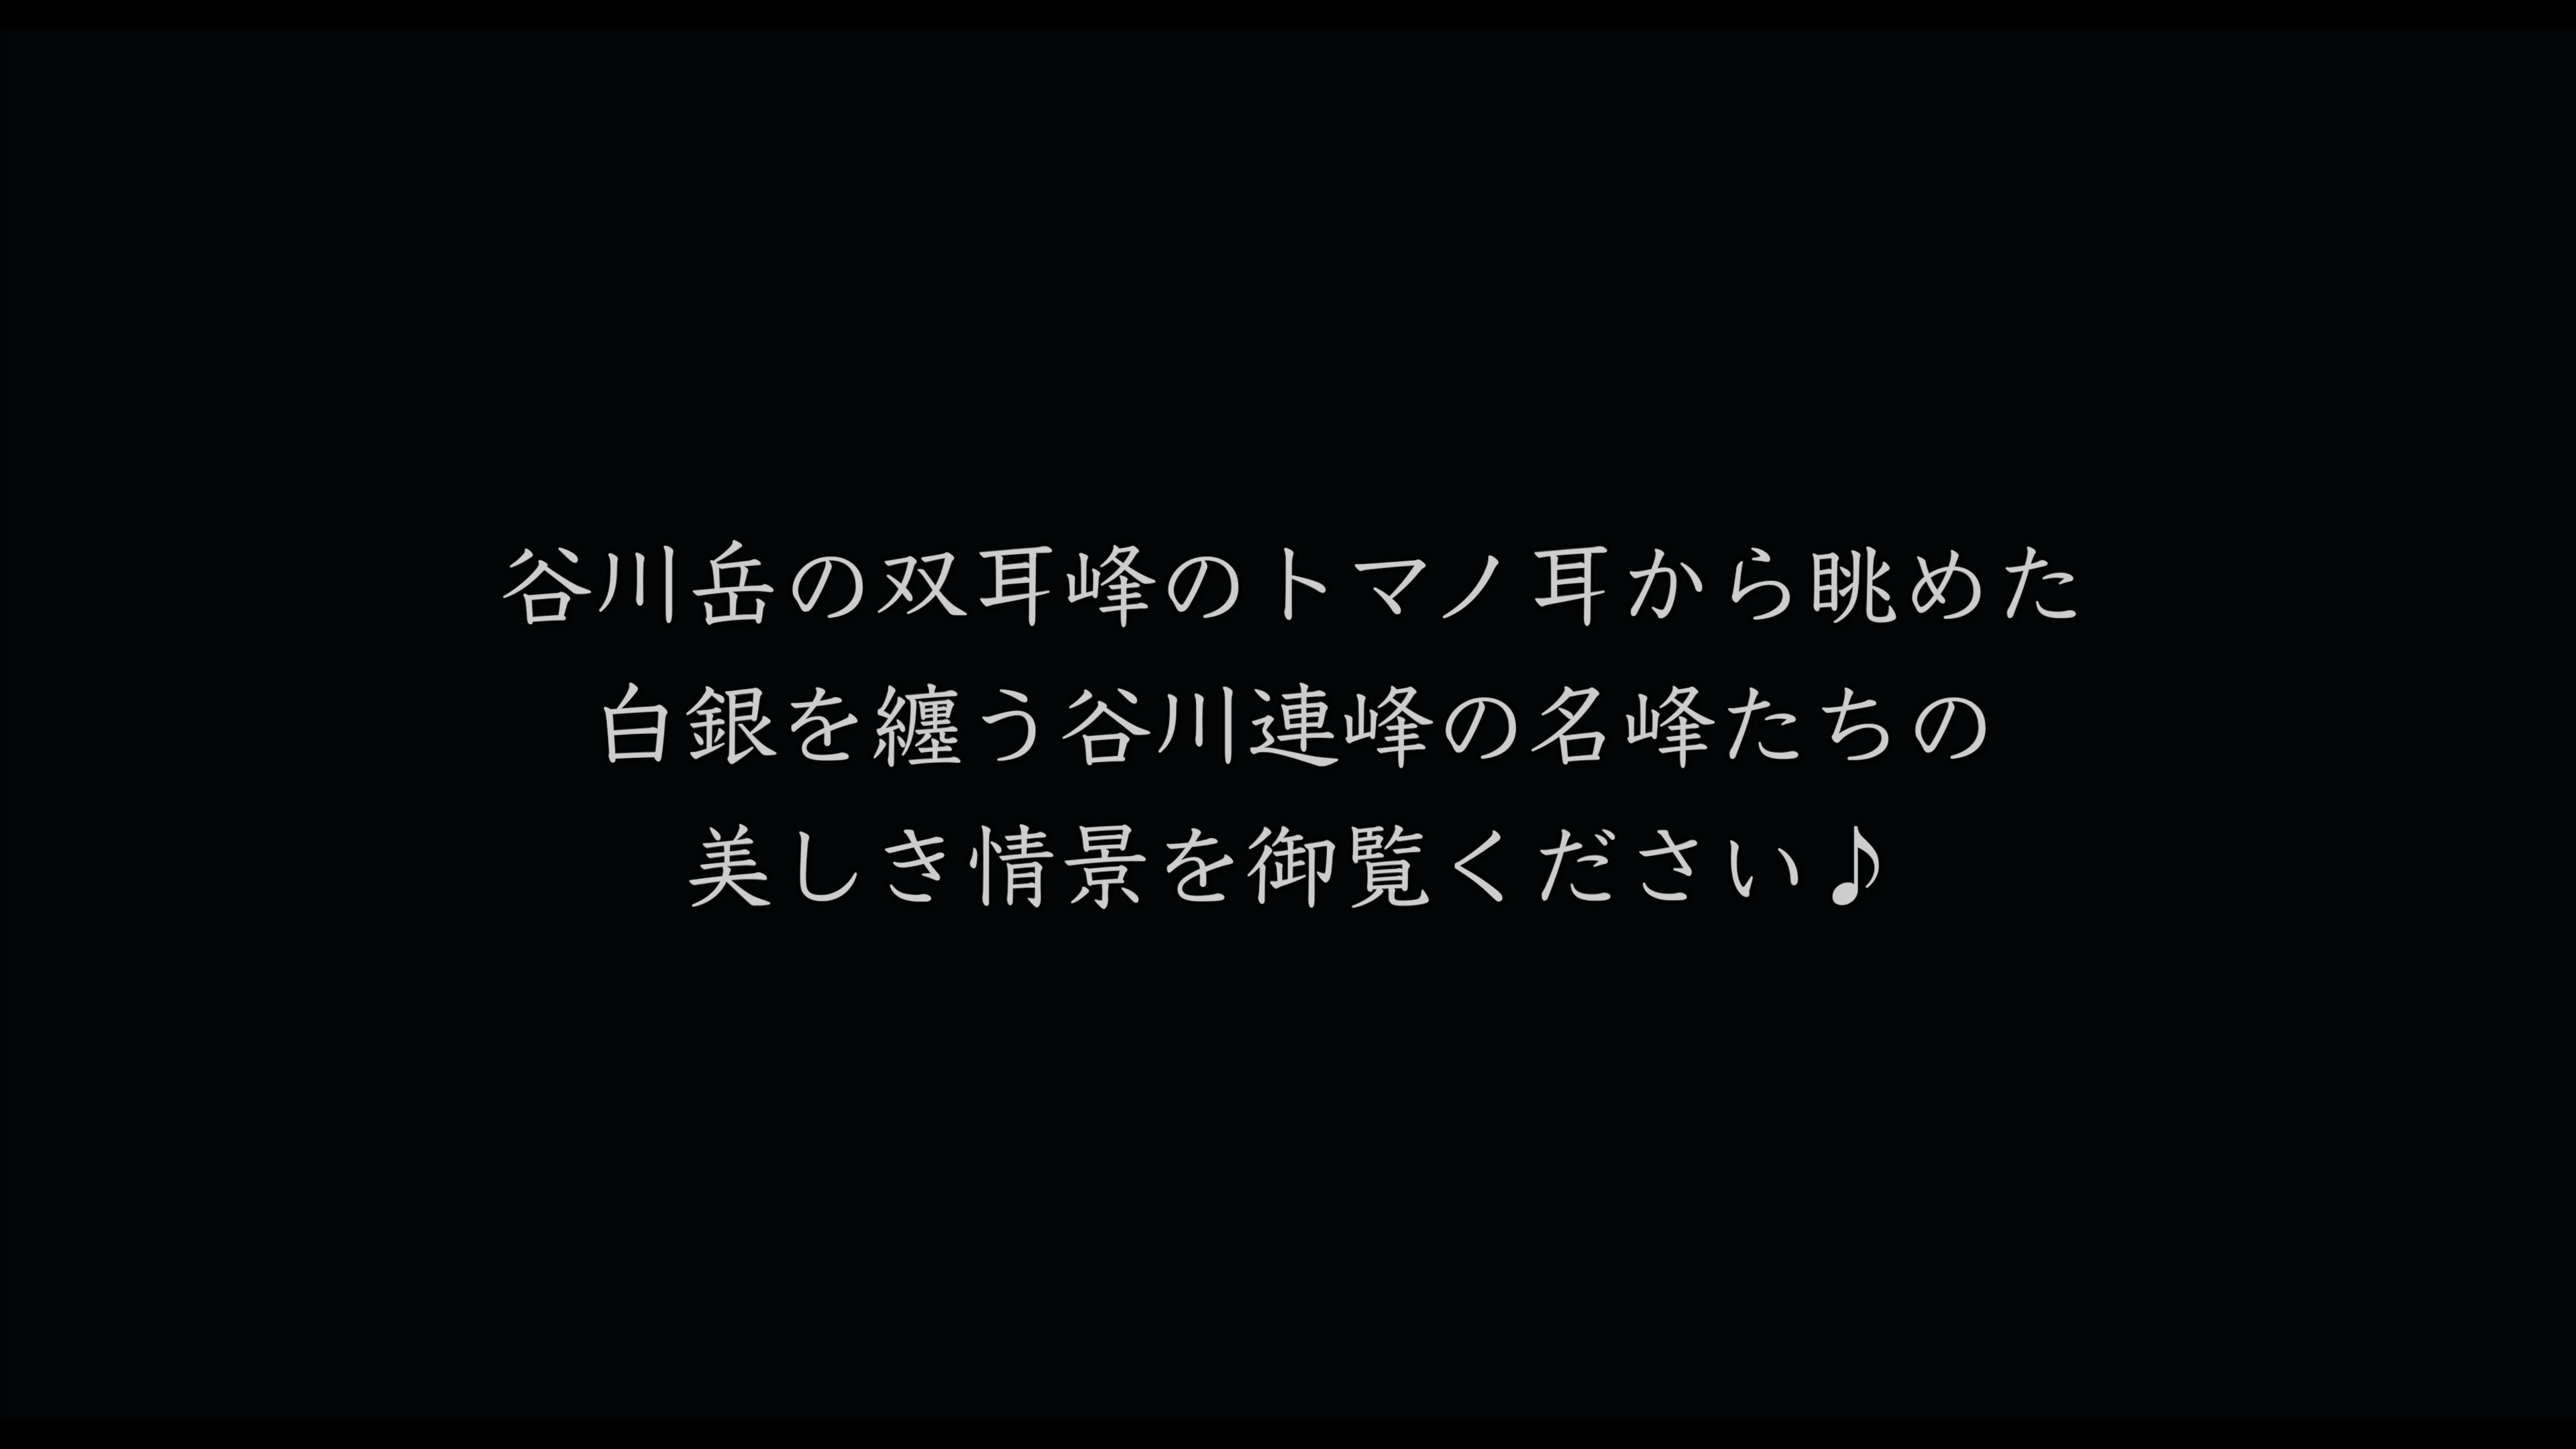 谷川岳の双耳峰のトマノ耳から眺めた
白銀を纏う谷川連峰の名峰たちの
美しき情景を御覧ください♪